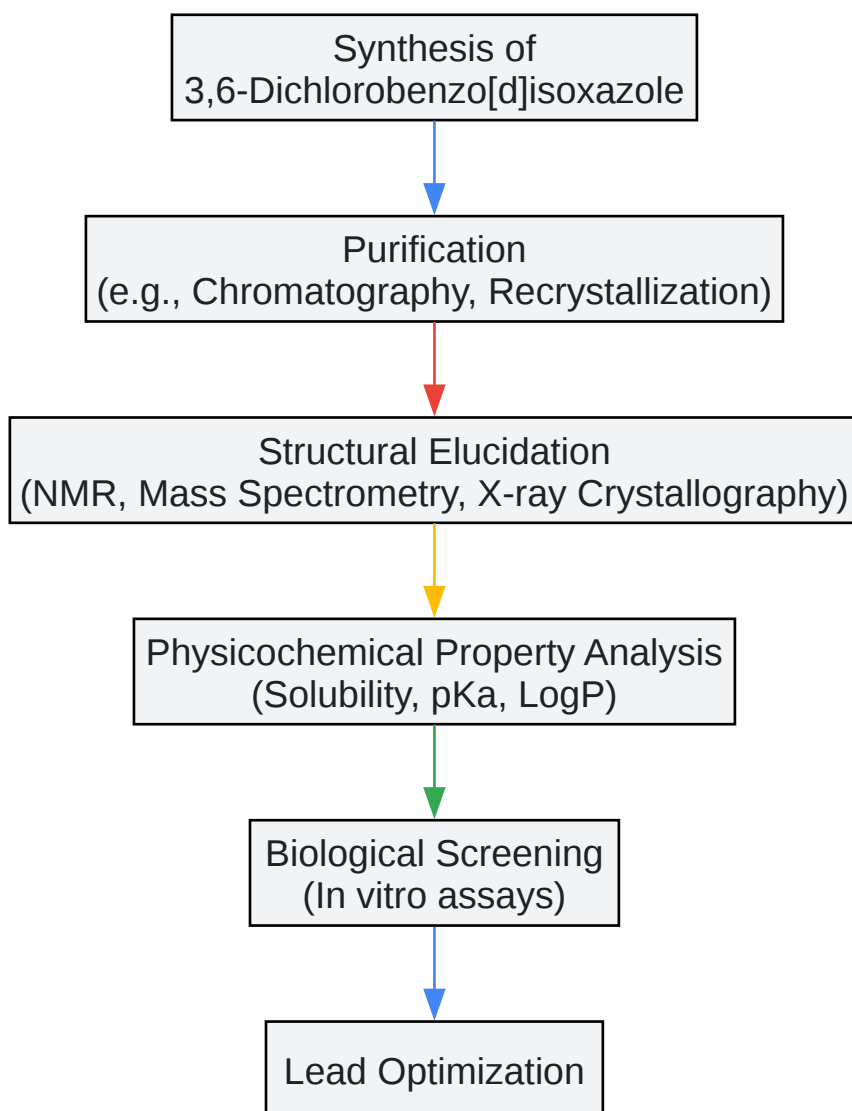 Synthesis of
3,6-Dichlorobenzo[d]isoxazole
Purification
(e.g., Chromatography, Recrystallization)
Structural Elucidation
(NMR, Mass Spectrometry, X-ray Crystallography)
Physicochemical Property Analysis
(Solubility, pKa, LogP)
Biological Screening
(In vitro assays)
Lead Optimization